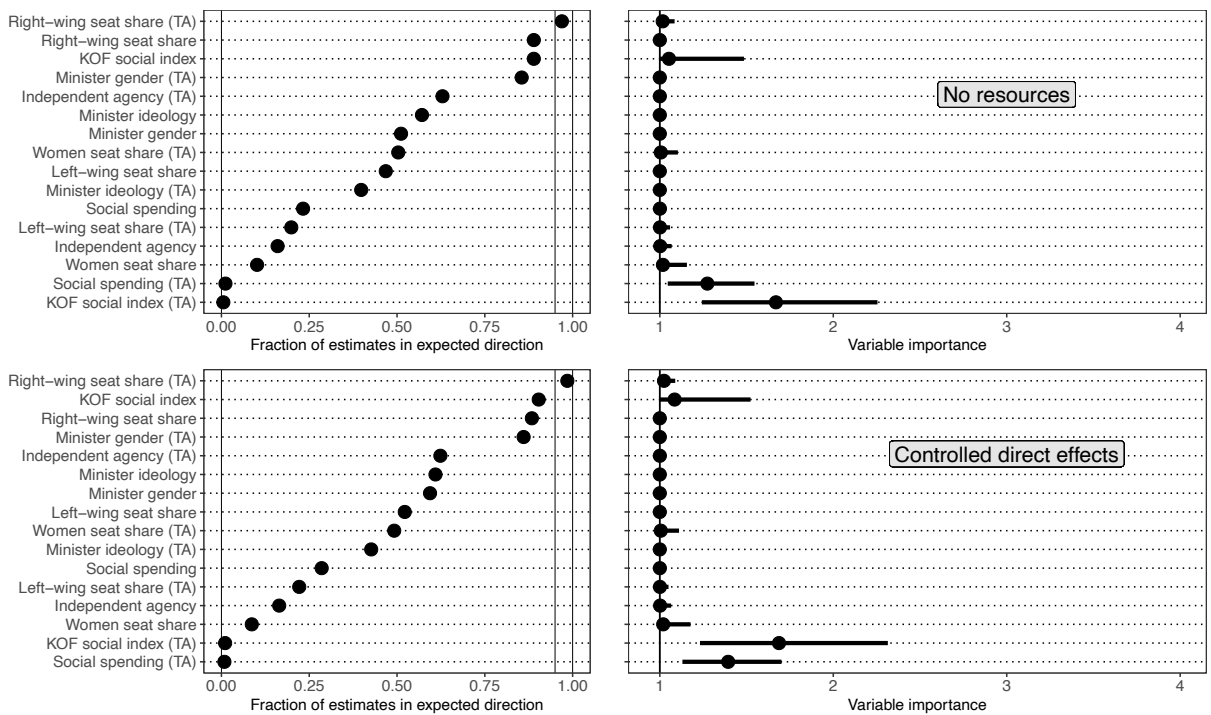 Right−wing seat share (TA)
Right−wing seat share
KOF social index
Minister gender (TA)
Independent agency (TA)
Minister ideology
Minister gender
Women seat share (TA)
Left−wing seat share
Minister ideology (TA)
Social spending
Left−wing seat share (TA)
Independent agency
Women seat share
Social spending (TA)
KOF social index (TA)
0.00 0.25 0.50 0.75 1.00
Fraction of estimates in expected direction
No resources
1 2 3 4
Variable importance
Right−wing seat share (TA)
KOF social index
Right−wing seat share
Minister gender (TA)
Independent agency (TA)
Minister ideology
Minister gender
Left−wing seat share
Women seat share (TA)
Minister ideology (TA)
Social spending
Left−wing seat share (TA)
Independent agency
Women seat share
KOF social index (TA)
Social spending (TA)
0.00 0.25 0.50 0.75 1.00
Fraction of estimates in expected direction
Controlled direct effects
1 2 3 4
Variable importance